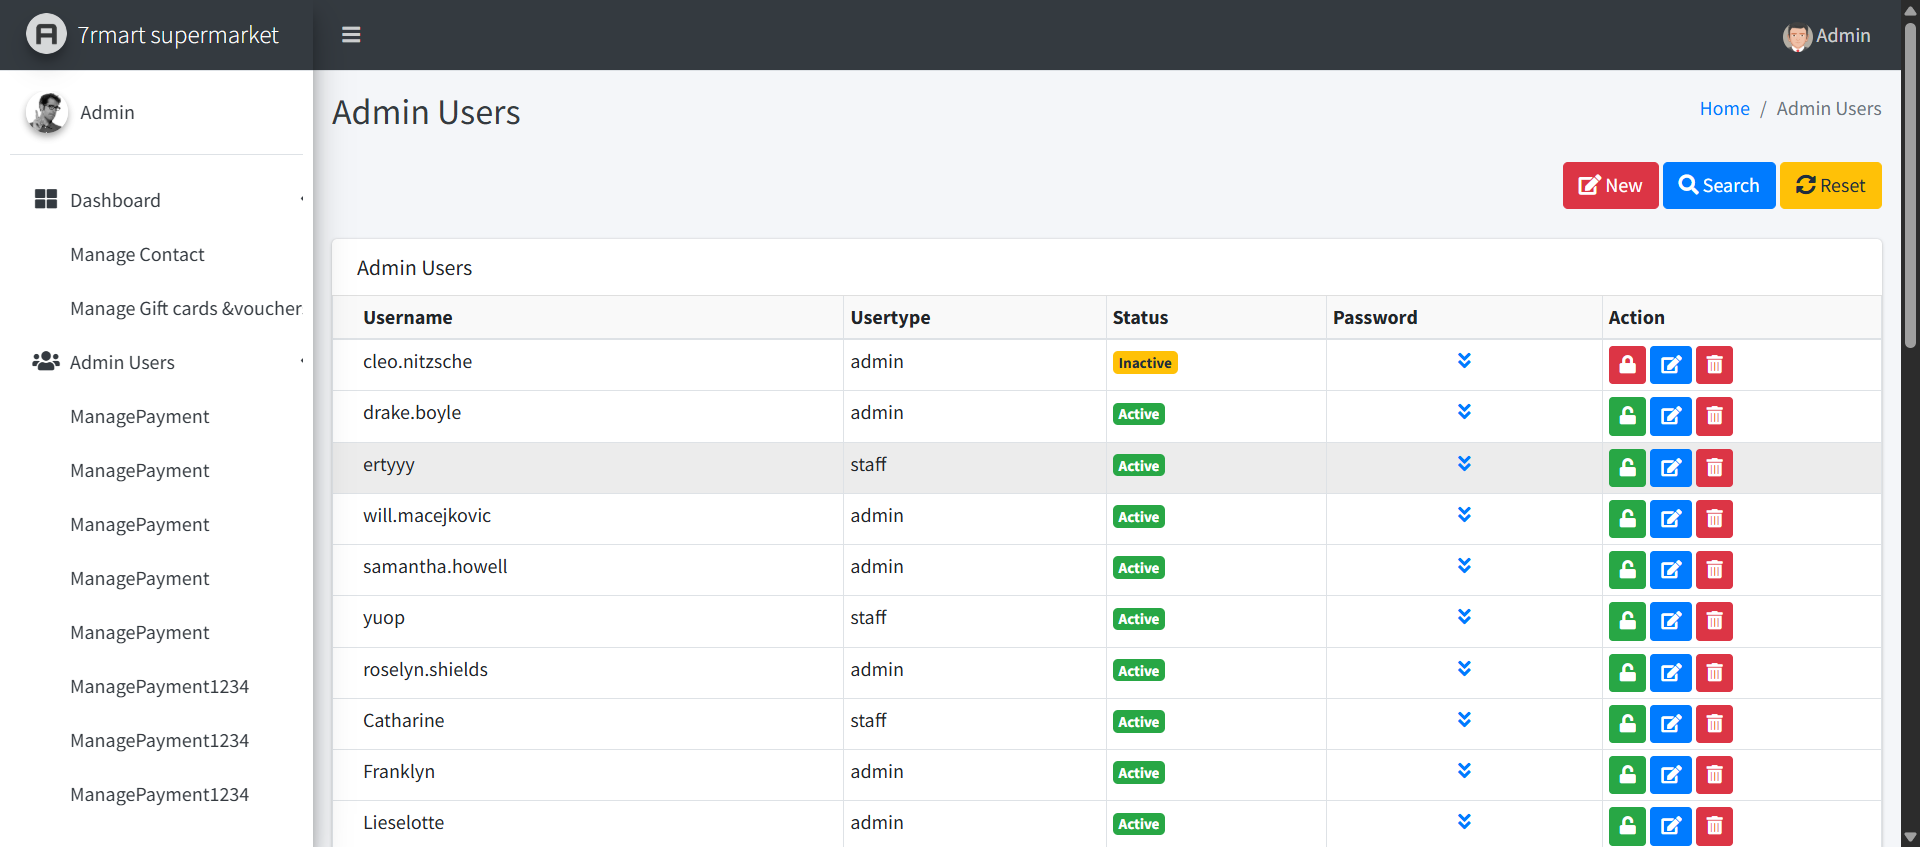 7rmart supermarket
Admin
Admin
Dashboard
Manage Contact
Manage Gift cards &voucher
Admin Users
ManagePayment
ManagePayment
ManagePayment
ManagePayment
ManagePayment
ManagePayment1234
ManagePayment1234
ManagePayment1234
Admin Users
Home / Admin Users
New Search Reset
Admin Users
Username Usertype Status Password Action
cleo.nitzsche admin Inactive
drake.boyle admin Active
ertyyy staff Active
will.macejkovic admin Active
samantha.howell admin Active
yuop staff Active
roselyn.shields admin Active
Catharine staff Active
Franklyn admin Active
Lieselotte admin Active